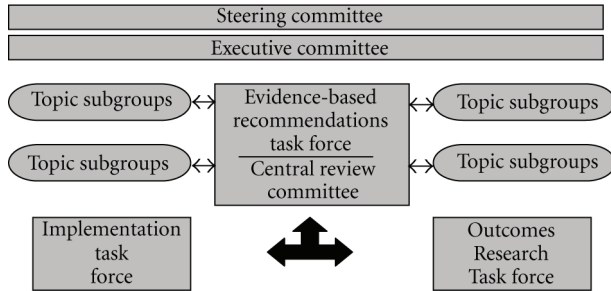 Steering committee
Executive committee
Topic subgroups
Topic subgroups
Evidence-based
recommendations
task force
Central review
committee
Topic subgroups
Topic subgroups
Implementation
task
force
Outcomes
Research
Task force